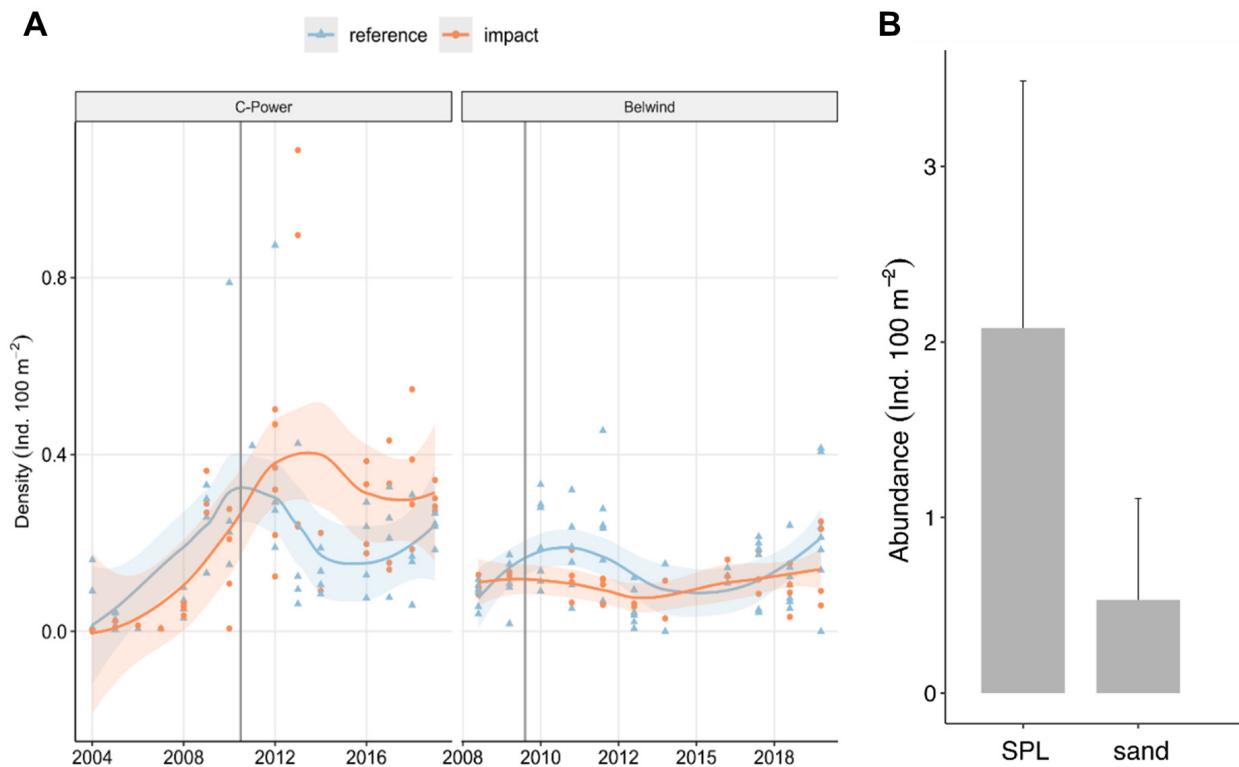 A
reference impact
C-Power Belwind
Density (Ind. 100 m⁻²)
0.8
0.4
0.0
2004 2008 2012 2016 2008 2010 2012 2015 2018
B
Abundance (Ind. 100 m⁻²)
3
2
1
0
SPL sand